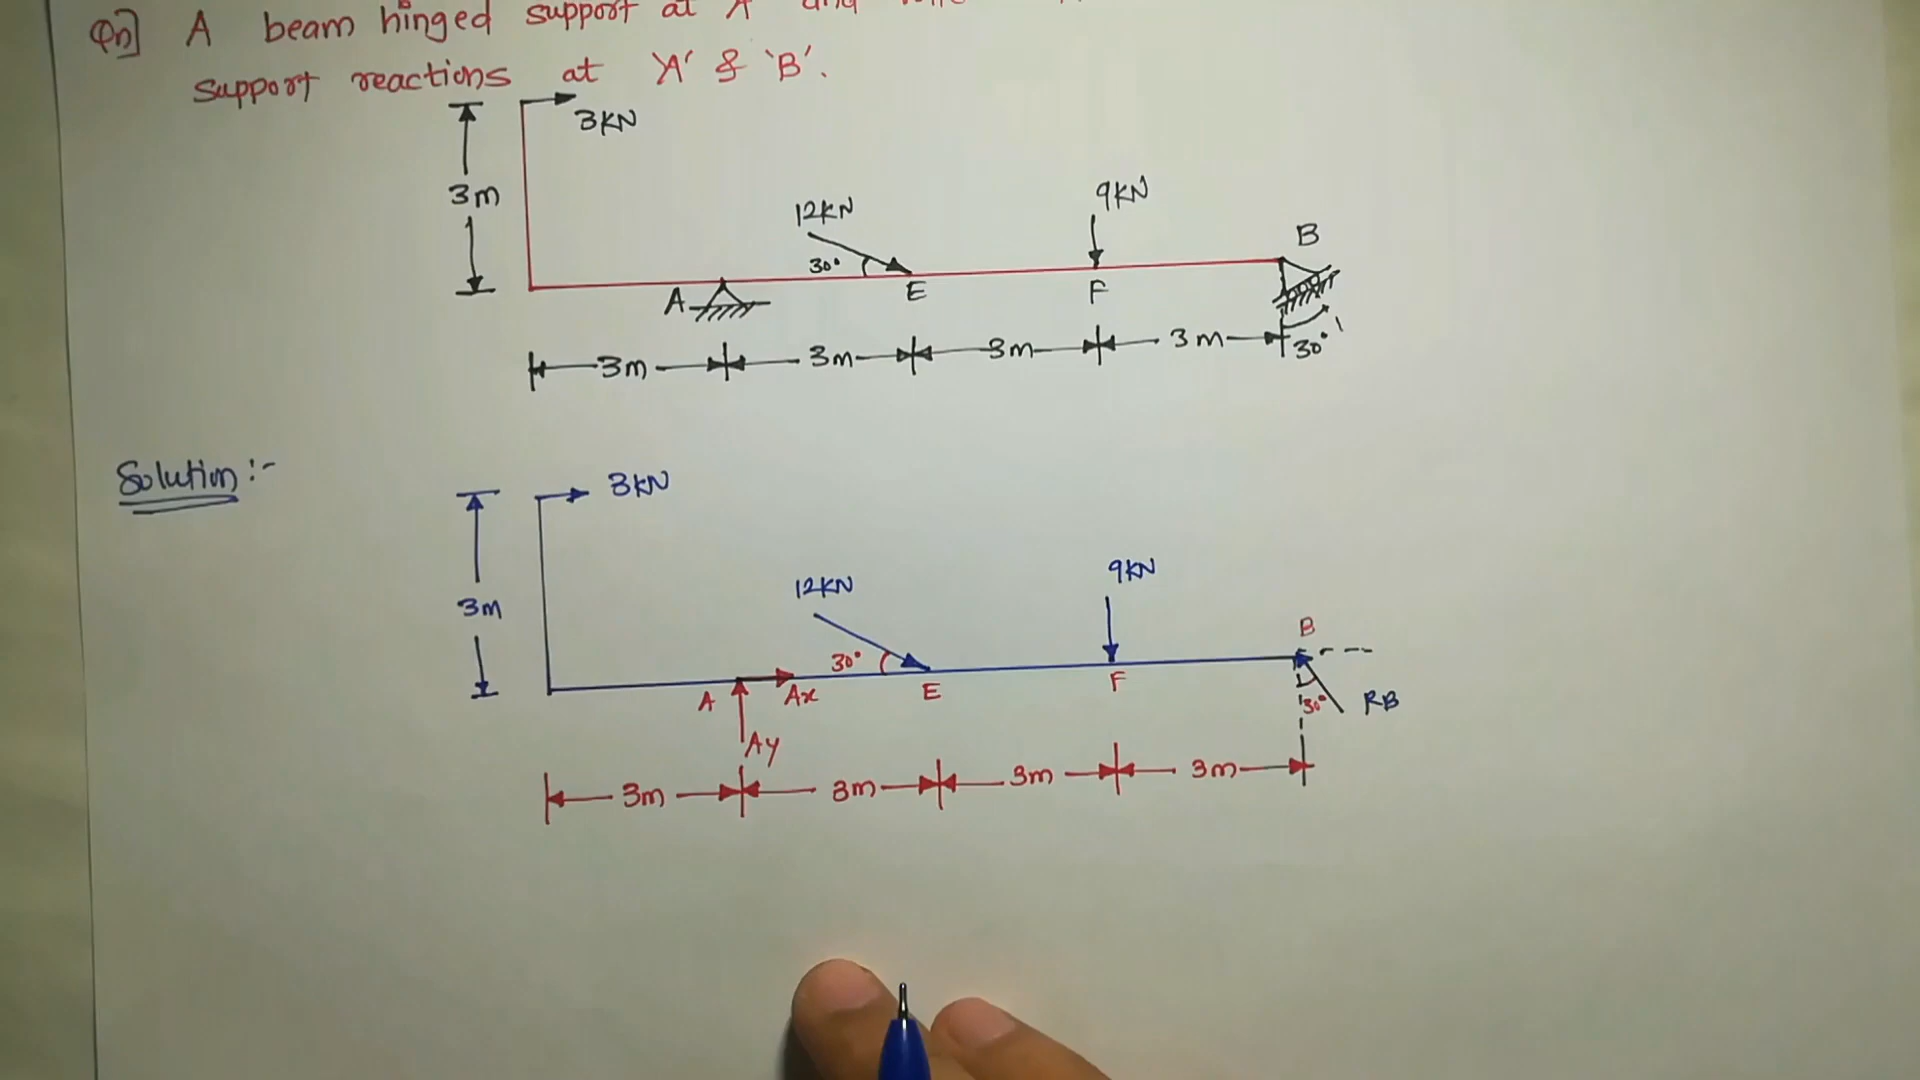 Qn] A beam hinged support at 'A' and
support reactions at 'A' & 'B'.
3KN
3m
12KN
9KN
30°
B
A
E
F
3m
3m
3m
3m
30°
Solution:-
3KN
3m
12KN
9KN
30°
B
A
Ax
E
F
30°
RB
Ay
3m
3m
3m
3m